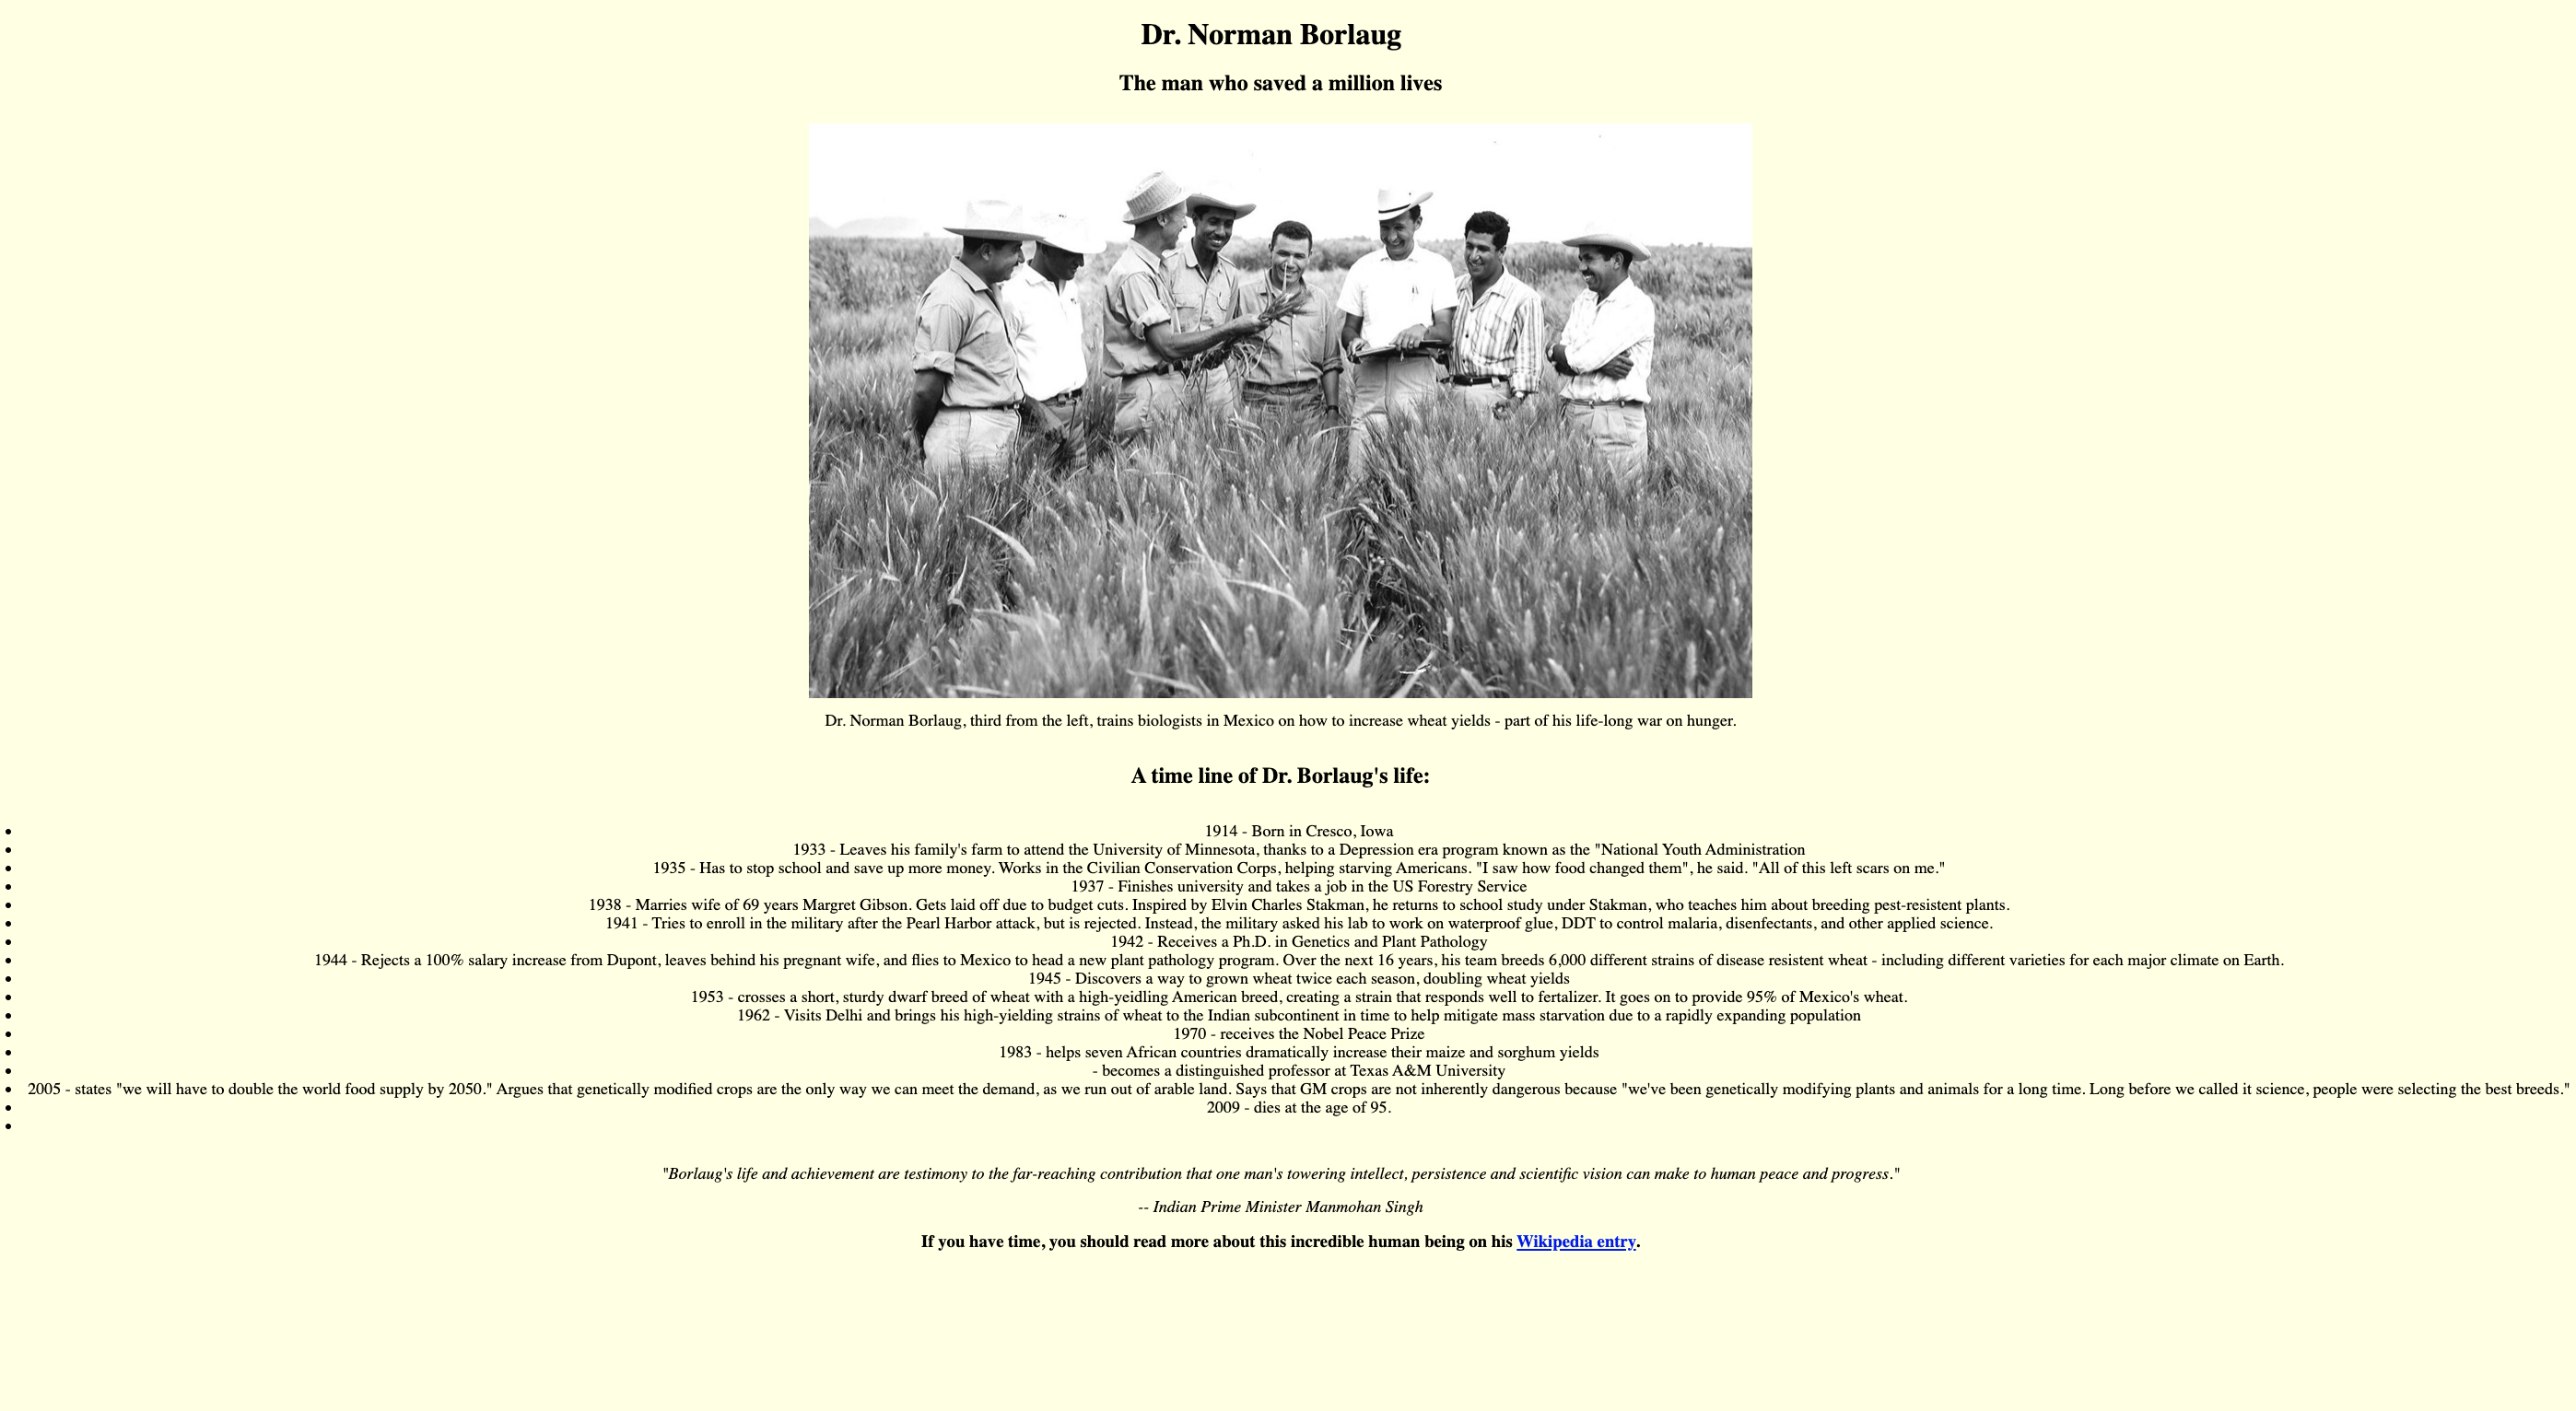 Dr. Norman Borlaug
The man who saved a million lives
Dr. Norman Borlaug, third from the left, trains biologists in Mexico on how to increase wheat yields - part of his life-long war on hunger.
A time line of Dr. Borlaug's life:
1914 - Born in Cresco, Iowa
1933 - Leaves his family's farm to attend the University of Minnesota, thanks to a Depression era program known as the "National Youth Administration
1935 - Has to stop school and save up more money. Works in the Civilian Conservation Corps, helping starving Americans. "I saw how food changed them", he said. "All of this left scars on me."
1937 - Finishes university and takes a job in the US Forestry Service
1938 - Marries wife of 69 years Margret Gibson. Gets laid off due to budget cuts. Inspired by Elvin Charles Stakman, he returns to school study under Stakman, who teaches him about breeding pest-resistent plants.
1941 - Tries to enroll in the military after the Pearl Harbor attack, but is rejected. Instead, the military asked his lab to work on waterproof glue, DDT to control malaria, disenfectants, and other applied science.
1942 - Receives a Ph.D. in Genetics and Plant Pathology
1944 - Rejects a 100% salary increase from Dupont, leaves behind his pregnant wife, and flies to Mexico to head a new plant pathology program. Over the next 16 years, his team breeds 6,000 different strains of disease resistent wheat - including different varieties for each major climate on Earth.
1945 - Discovers a way to grown wheat twice each season, doubling wheat yields
1953 - crosses a short, sturdy dwarf breed of wheat with a high-yeidling American breed, creating a strain that responds well to fertalizer. It goes on to provide 95% of Mexico's wheat.
1962 - Visits Delhi and brings his high-yielding strains of wheat to the Indian subcontinent in time to help mitigate mass starvation due to a rapidly expanding population
1970 - receives the Nobel Peace Prize
1983 - helps seven African countries dramatically increase their maize and sorghum yields
- becomes a distinguished professor at Texas A&M University
2005 - states "we will have to double the world food supply by 2050." Argues that genetically modified crops are the only way we can meet the demand, as we run out of arable land. Says that GM crops are not inherently dangerous because "we've been genetically modifying plants and animals for a long time. Long before we called it science, people were selecting the best breeds."
2009 - dies at the age of 95.
"Borlaug's life and achievement are testimony to the far-reaching contribution that one man's towering intellect, persistence and scientific vision can make to human peace and progress."
-- Indian Prime Minister Manmohan Singh
If you have time, you should read more about this incredible human being on his Wikipedia entry.